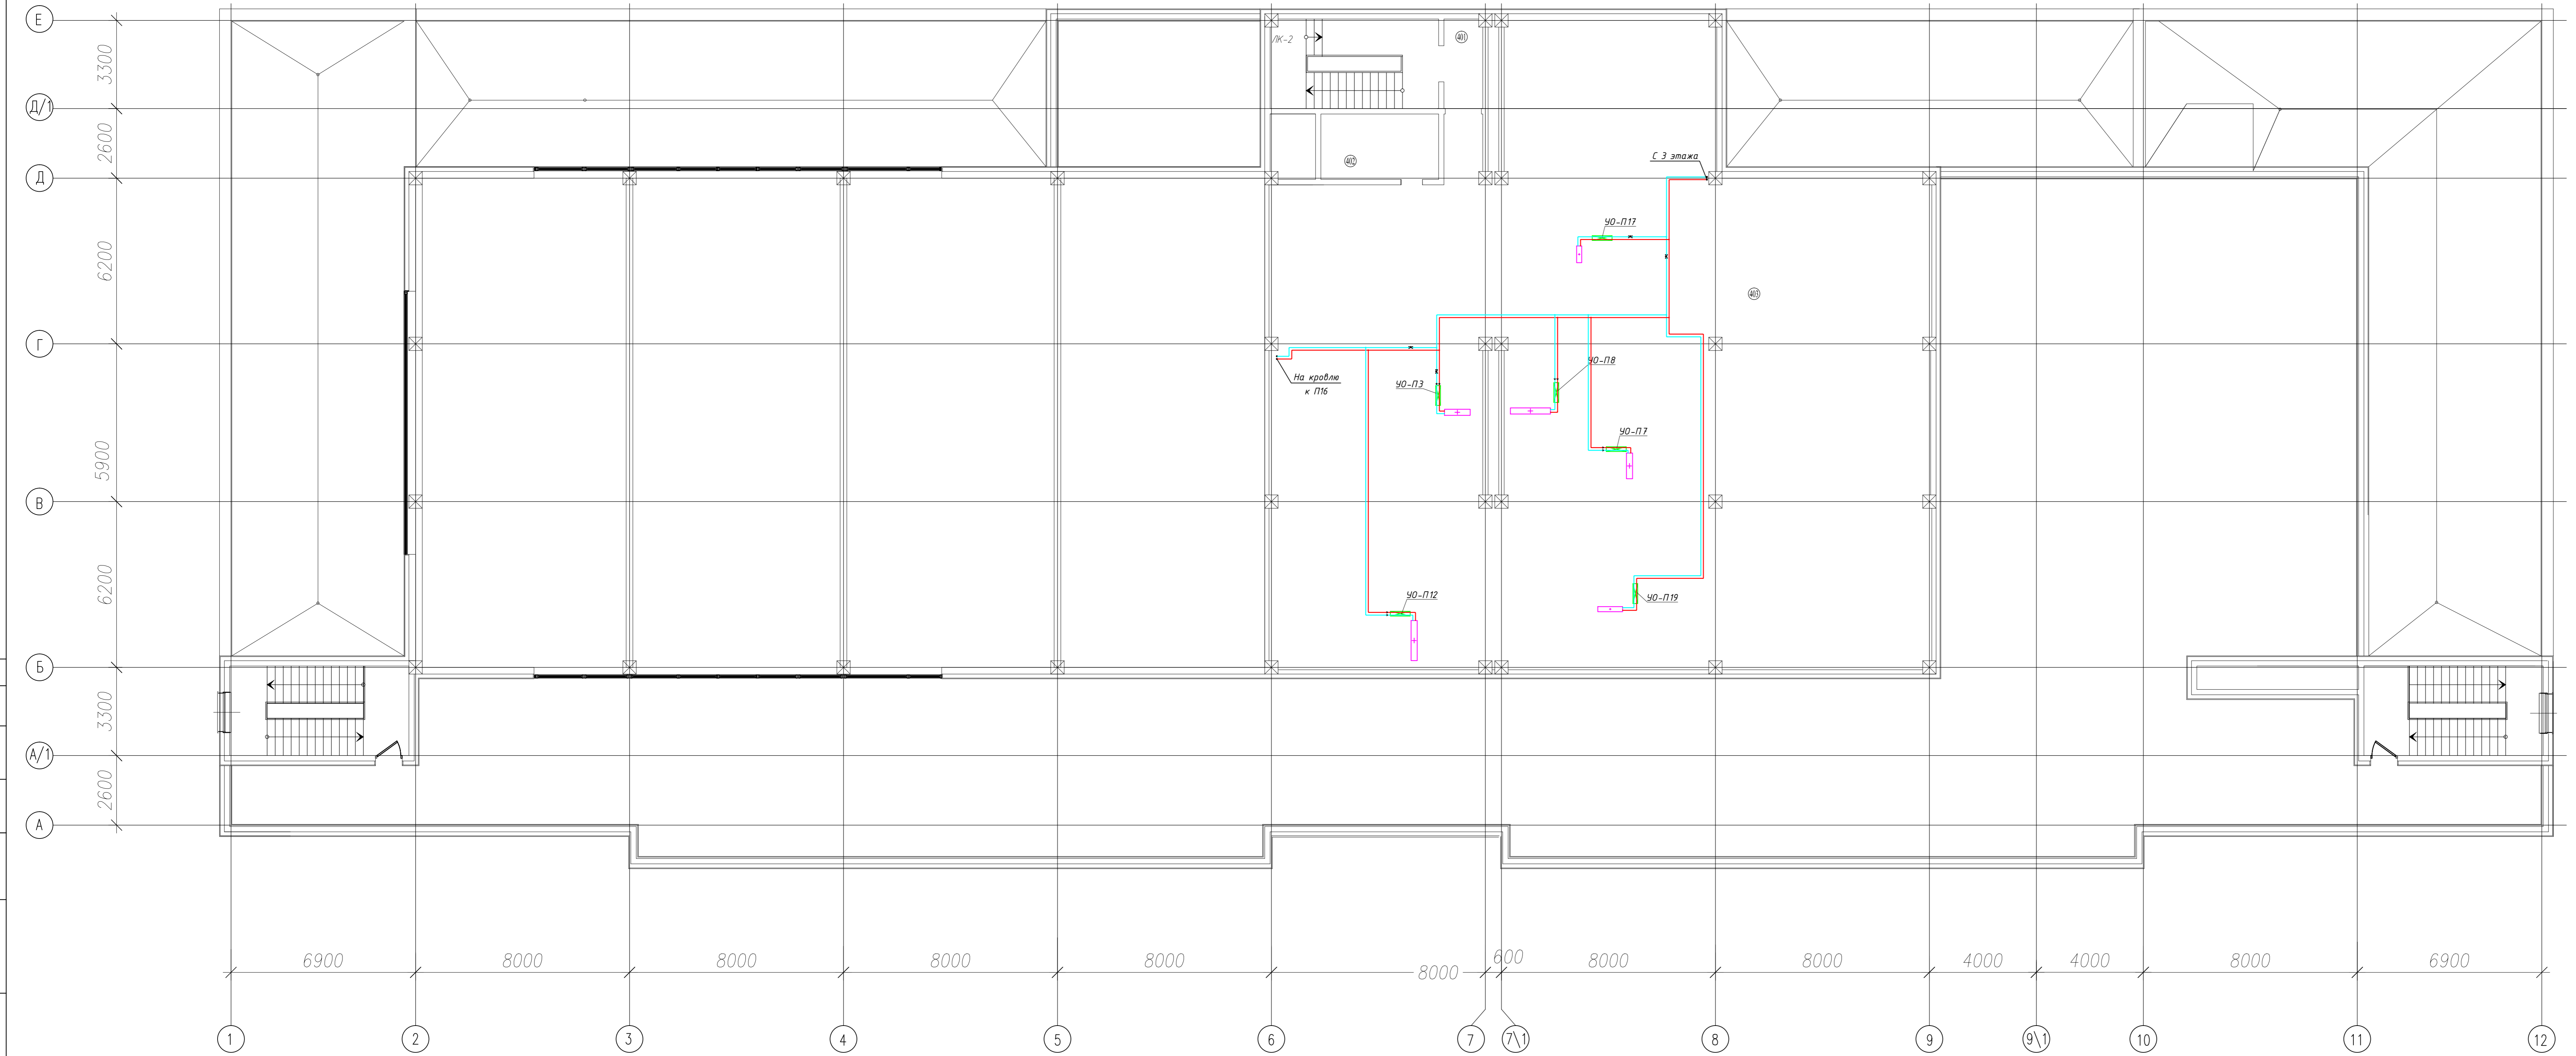 Е
ЛК-2
401
3300
Д/1
2600
402
С 3 этажа
Д
УО-П17
6200
403
Г
На кровлю
к П16
УО-П3
УО-П8
УО-П7
5900
В
6200
УО-П12
УО-П19
Б
3300
А/1
2600
А
6900 8000 8000 8000 8000 8000 600 8000 8000 4000 4000 8000 6900
1 2 3 4 5 6 7 7\1 8 9 9\1 10 11 12